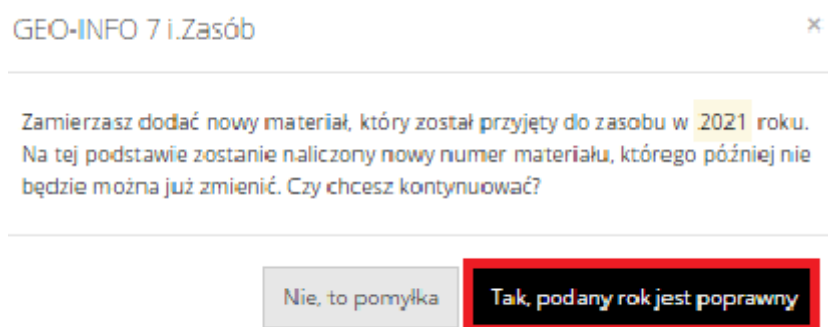 GEO-INFO 7 i.Zasób ×
Zamierzasz dodać nowy materiał, który został przyjęty do zasobu w 2021 roku.
Na tej podstawie zostanie naliczony nowy numer materiału, którego później nie
będzie można już zmienić. Czy chcesz kontynuować?
Nie, to pomyłka Tak, podany rok jest poprawny